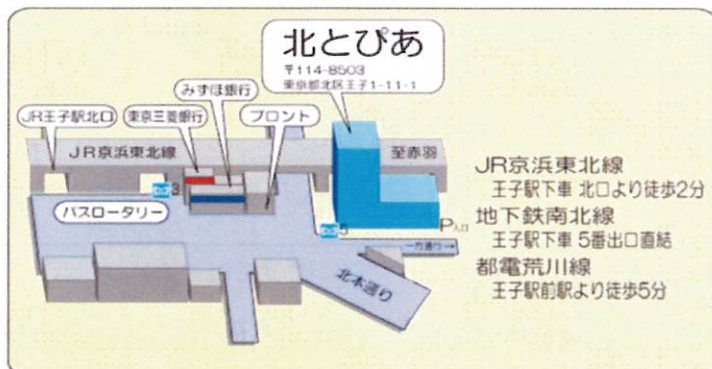 北とぴあ
〒114-8503
東京都北区王子1-11-1
みずほ銀行
JR王子駅北口
東京三菱銀行
プロント
JR京浜東北線
至赤羽
3
バスロータリー
5
P入口
一方通行
北本通り
JR京浜東北線
王子駅下車 北口より徒歩2分
地下鉄南北線
王子駅下車 5番出口直結
都電荒川線
王子駅前駅より徒歩5分